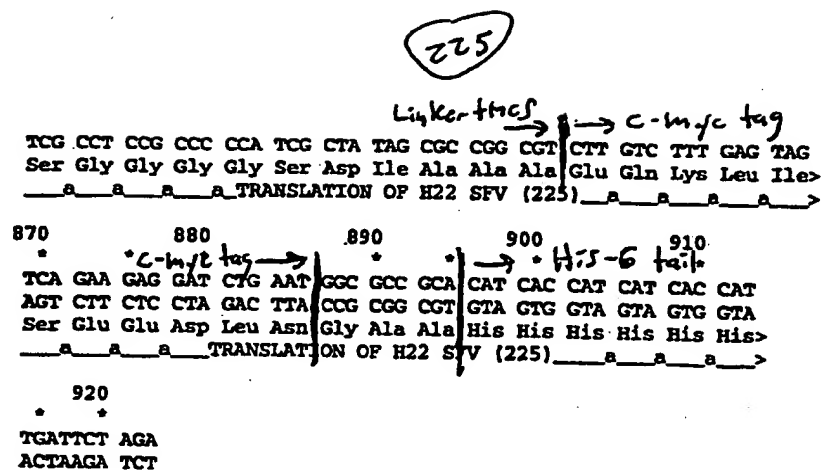 225
Linker + MCS → → c-myc tag
TCG CCT CCG CCC CCA TCG CTA TAG CGC CGG CGT CTT GTC TTT GAG TAG
Ser Gly Gly Gly Gly Ser Asp Ile Ala Ala Ala Glu Gln Lys Leu Ile>
___a___a___a___a_TRANSLATION OF H22 SFV (225)___a___a___a___a___>
870 880 890 900 910
* * c-myc tag → * * → * His-6 tail *
TCA GAA GAG GAT CTG AAT GGC GCC GCA CAT CAC CAT CAT CAC CAT
AGT CTT CTC CTA GAC TTA CCG CGG CGT GTA GTG GTA GTA GTG GTA
Ser Glu Glu Asp Leu Asn Gly Ala Ala His His His His His His>
___a___a___a___TRANSLATION OF H22 SFV (225)___a___a___a___>
920
* *
TGATTCT AGA
ACTAAGA TCT